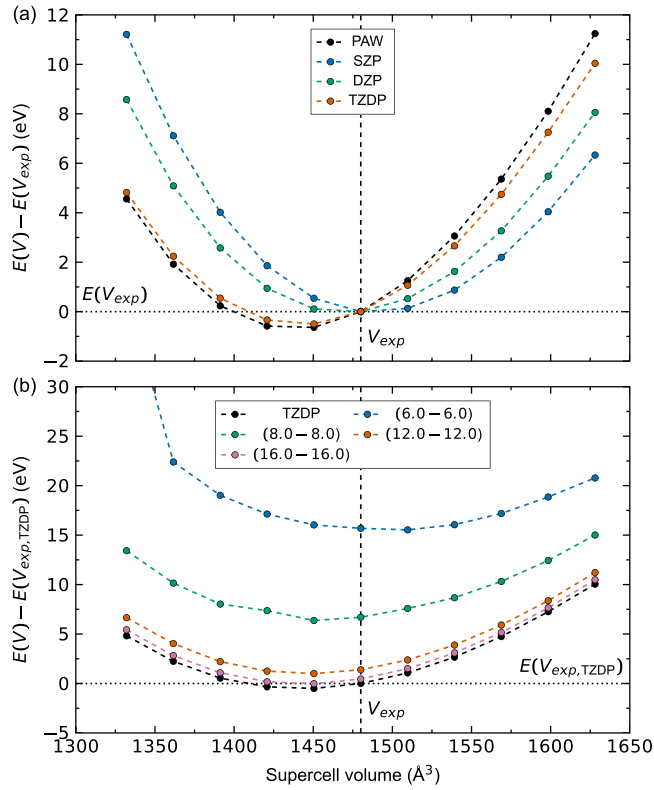 (a)
12
10
8
6
4
2
0
−2
E(V) − E(V_exp) (eV)
PAW
SZP
DZP
TZDP
E(V_exp)
V_exp
(b)
30
25
20
15
10
5
0
−5
E(V) − E(V_exp,TZDP) (eV)
TZDP
(6.0−6.0)
(8.0−8.0)
(12.0−12.0)
(16.0−16.0)
E(V_exp,TZDP)
V_exp
1300 1350 1400 1450 1500 1550 1600 1650
Supercell volume (Å³)